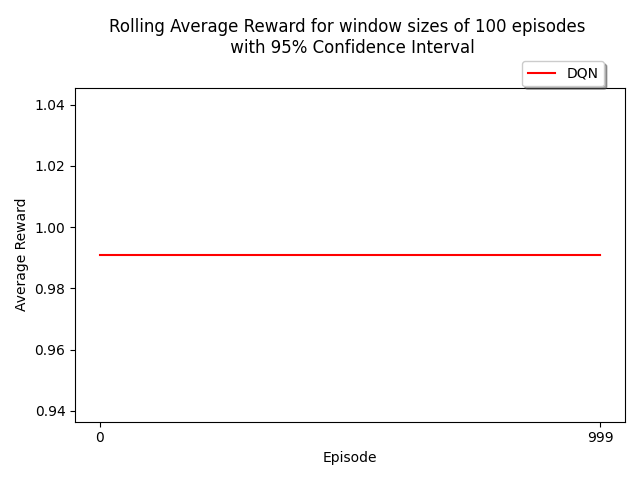 Rolling Average Reward for window sizes of 100 episodes
with 95% Confidence Interval
DQN
1.04
1.02
1.00
0.98
0.96
0.94
Average Reward
0
999
Episode